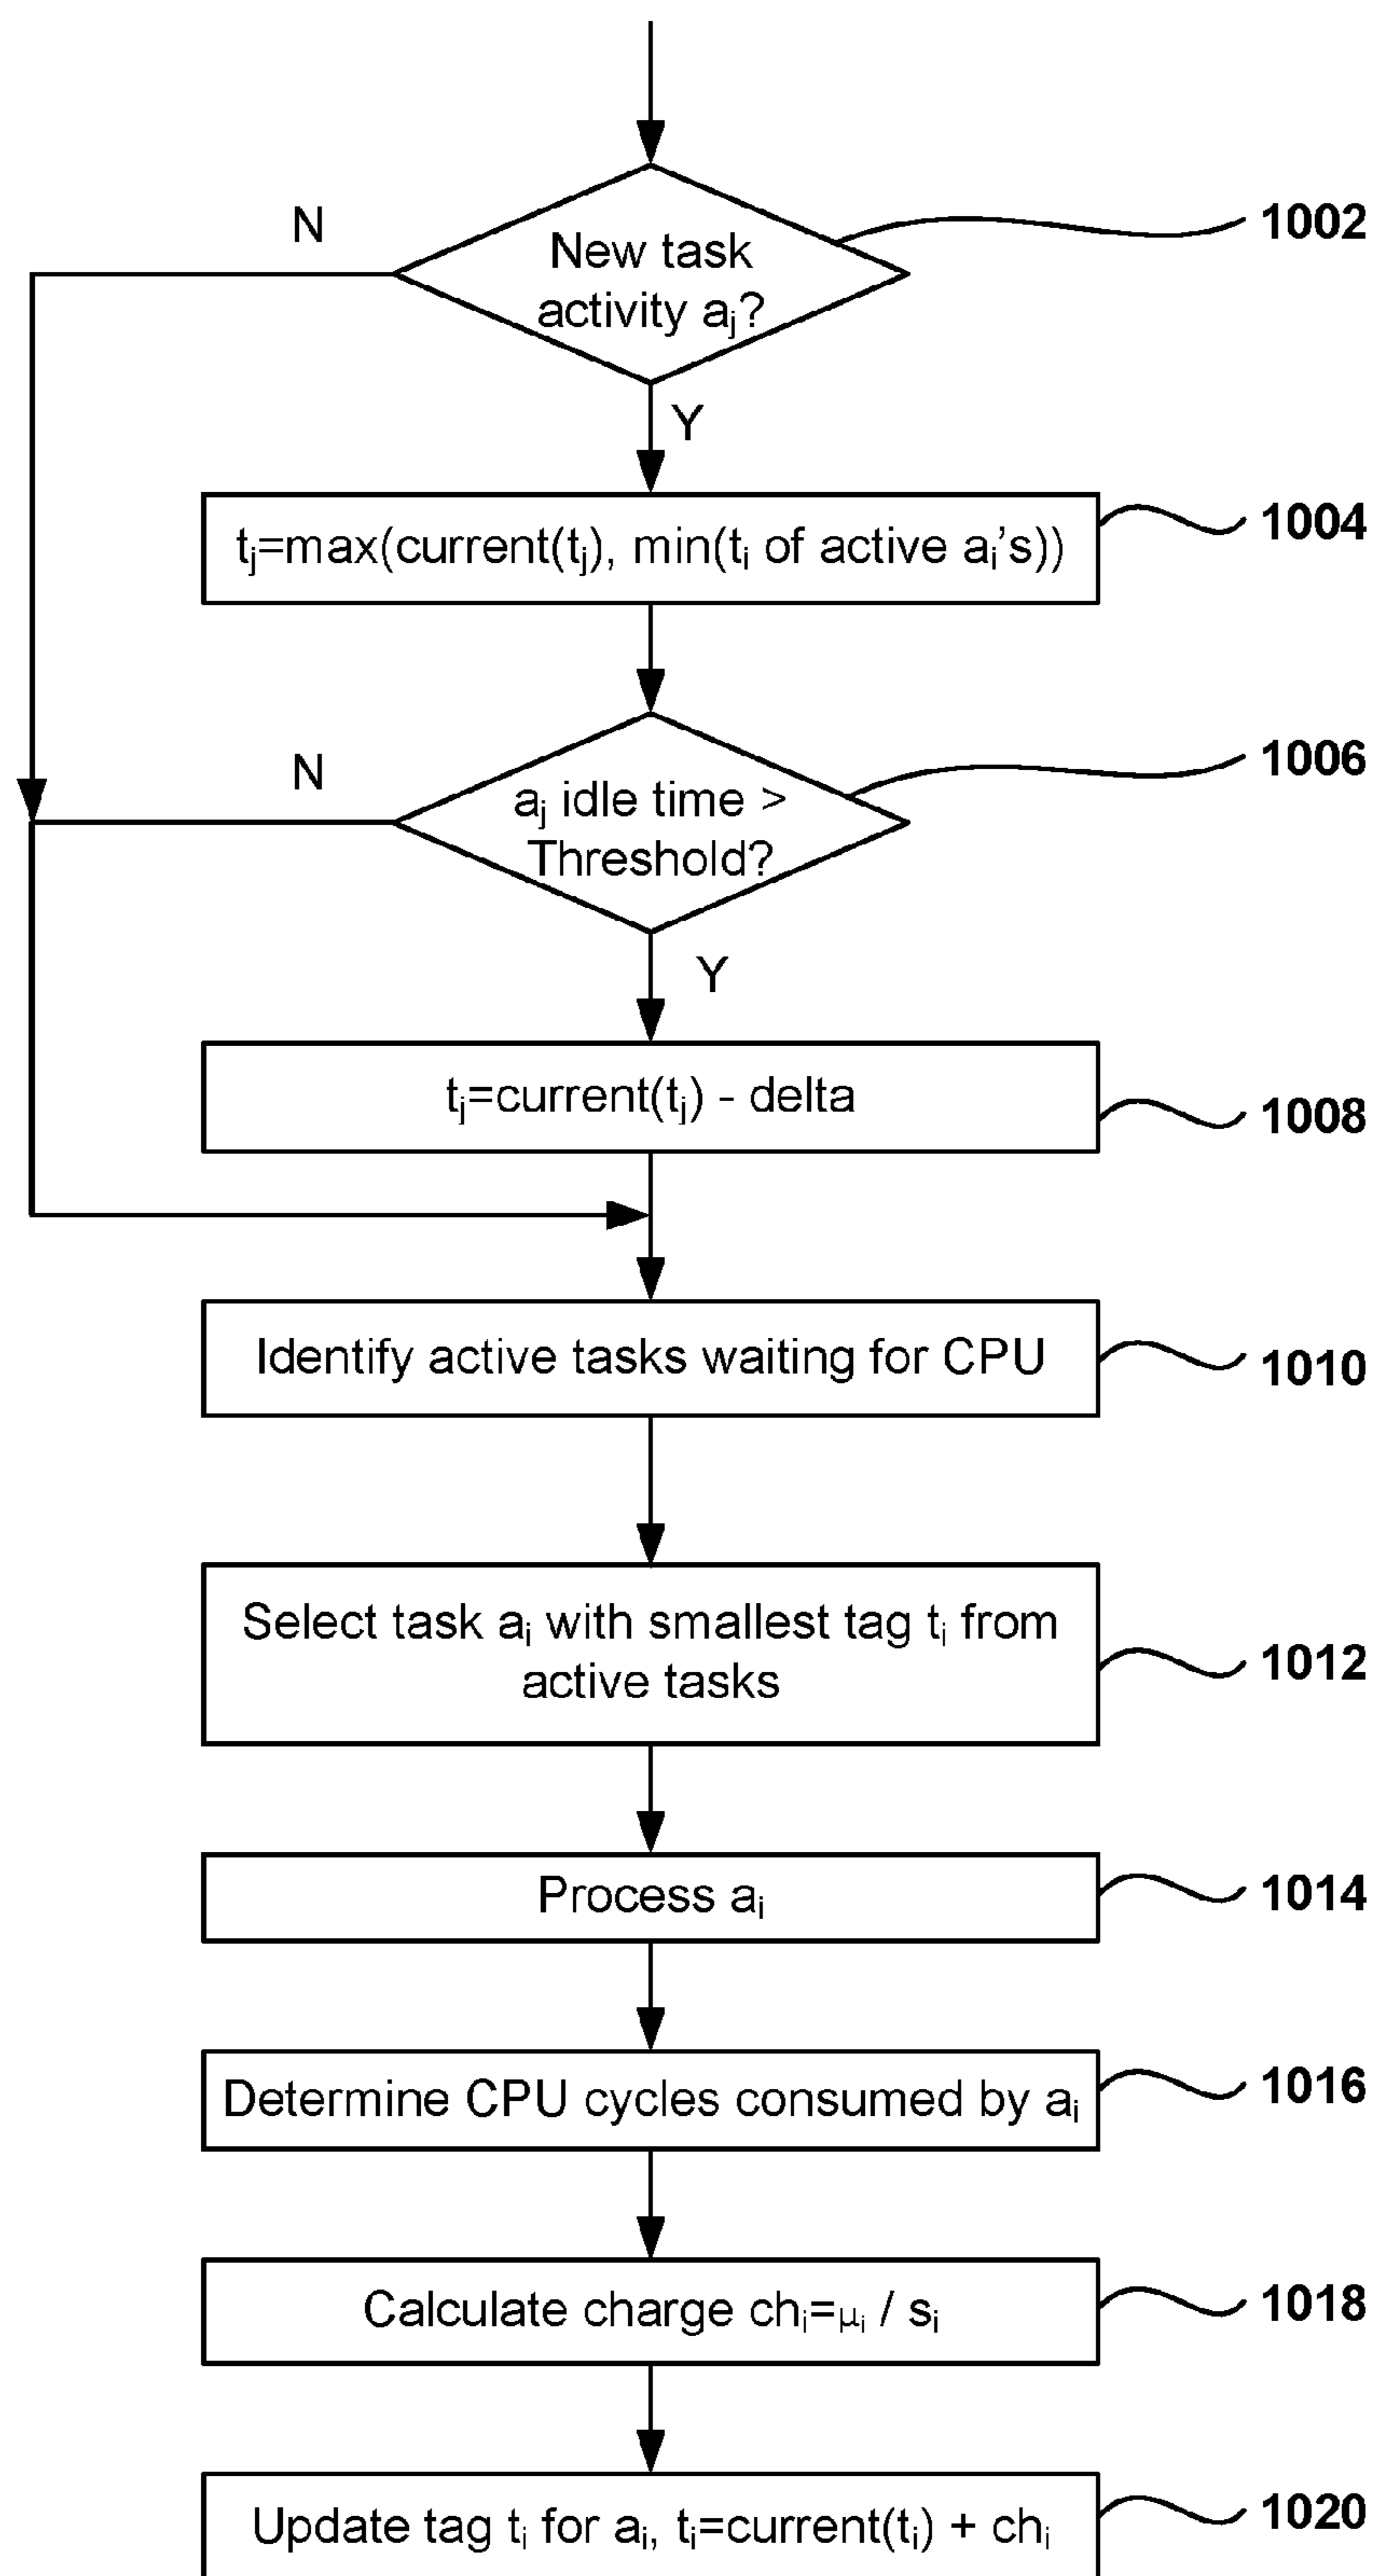 N
1002
New task
activity aⱼ?
Y
1004
tⱼ=max(current(tⱼ), min(tᵢ of active aᵢ’s))
N
1006
aⱼ idle time >
Threshold?
Y
tⱼ=current(tⱼ) - delta
1008
Identify active tasks waiting for CPU
1010
Select task aᵢ with smallest tag tᵢ from
active tasks
1012
Process aᵢ
1014
Determine CPU cycles consumed by aᵢ
1016
Calculate charge chᵢ=μᵢ / sᵢ
1018
Update tag tᵢ for aᵢ, tᵢ=current(tᵢ) + chᵢ
1020